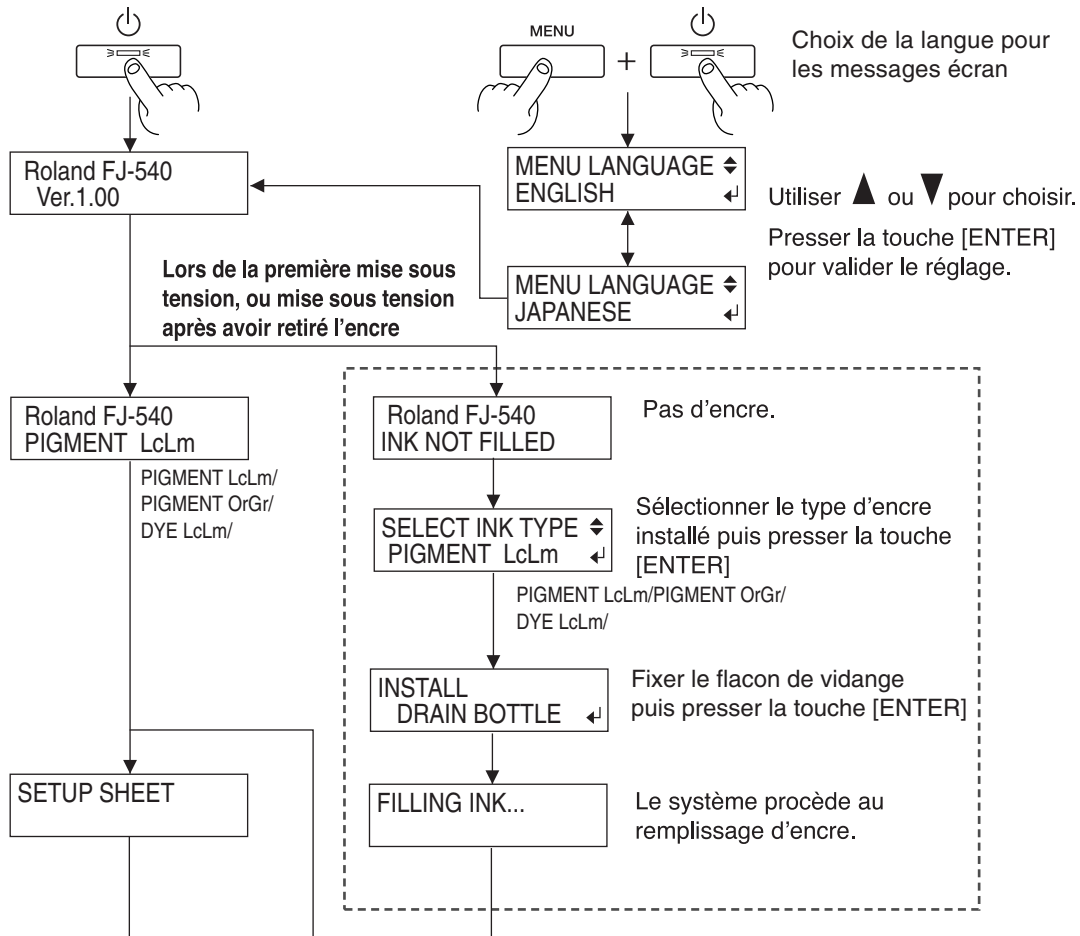 MENU
+
Choix de la langue pour
les messages écran
Roland FJ-540
Ver.1.00
MENU LANGUAGE
ENGLISH
Utiliser ▲ ou ▼ pour choisir.
Presser la touche [ENTER]
pour valider le réglage.
MENU LANGUAGE
JAPANESE
Lors de la première mise sous
tension, ou mise sous tension
après avoir retiré l'encre
Roland FJ-540
PIGMENT LcLm
PIGMENT LcLm/
PIGMENT OrGr/
DYE LcLm/
Roland FJ-540
INK NOT FILLED
Pas d'encre.
SELECT INK TYPE
PIGMENT LcLm
Sélectionner le type d'encre
installé puis presser la touche
[ENTER]
PIGMENT LcLm/PIGMENT OrGr/
DYE LcLm/
INSTALL
DRAIN BOTTLE
Fixer le flacon de vidange
puis presser la touche [ENTER]
SETUP SHEET
FILLING INK...
Le système procède au
remplissage d'encre.